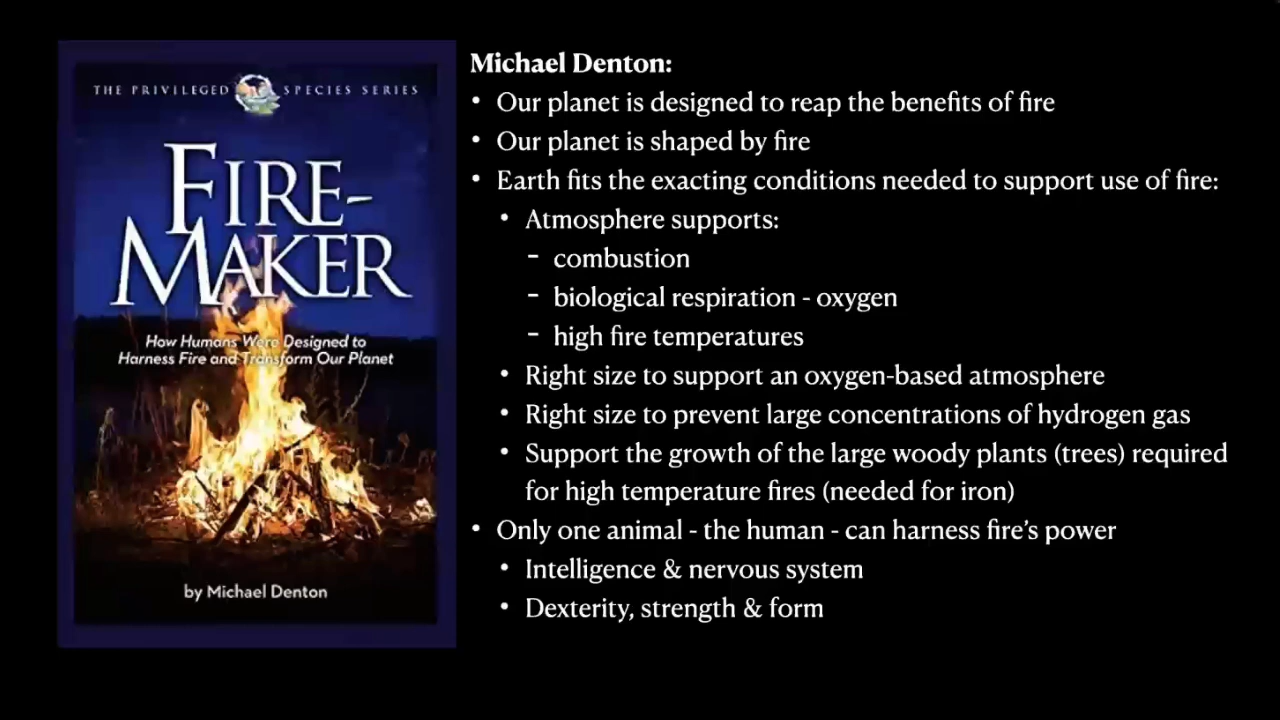 THE PRIVILEGED SPECIES SERIES
FIRE-
MAKER
How Humans Were Designed to
Harness Fire and Transform Our Planet
by Michael Denton
Michael Denton:
• Our planet is designed to reap the benefits of fire
• Our planet is shaped by fire
• Earth fits the exacting conditions needed to support use of fire:
• Atmosphere supports:
- combustion
- biological respiration - oxygen
- high fire temperatures
• Right size to support an oxygen-based atmosphere
• Right size to prevent large concentrations of hydrogen gas
• Support the growth of the large woody plants (trees) required
for high temperature fires (needed for iron)
• Only one animal - the human - can harness fire's power
• Intelligence & nervous system
• Dexterity, strength & form